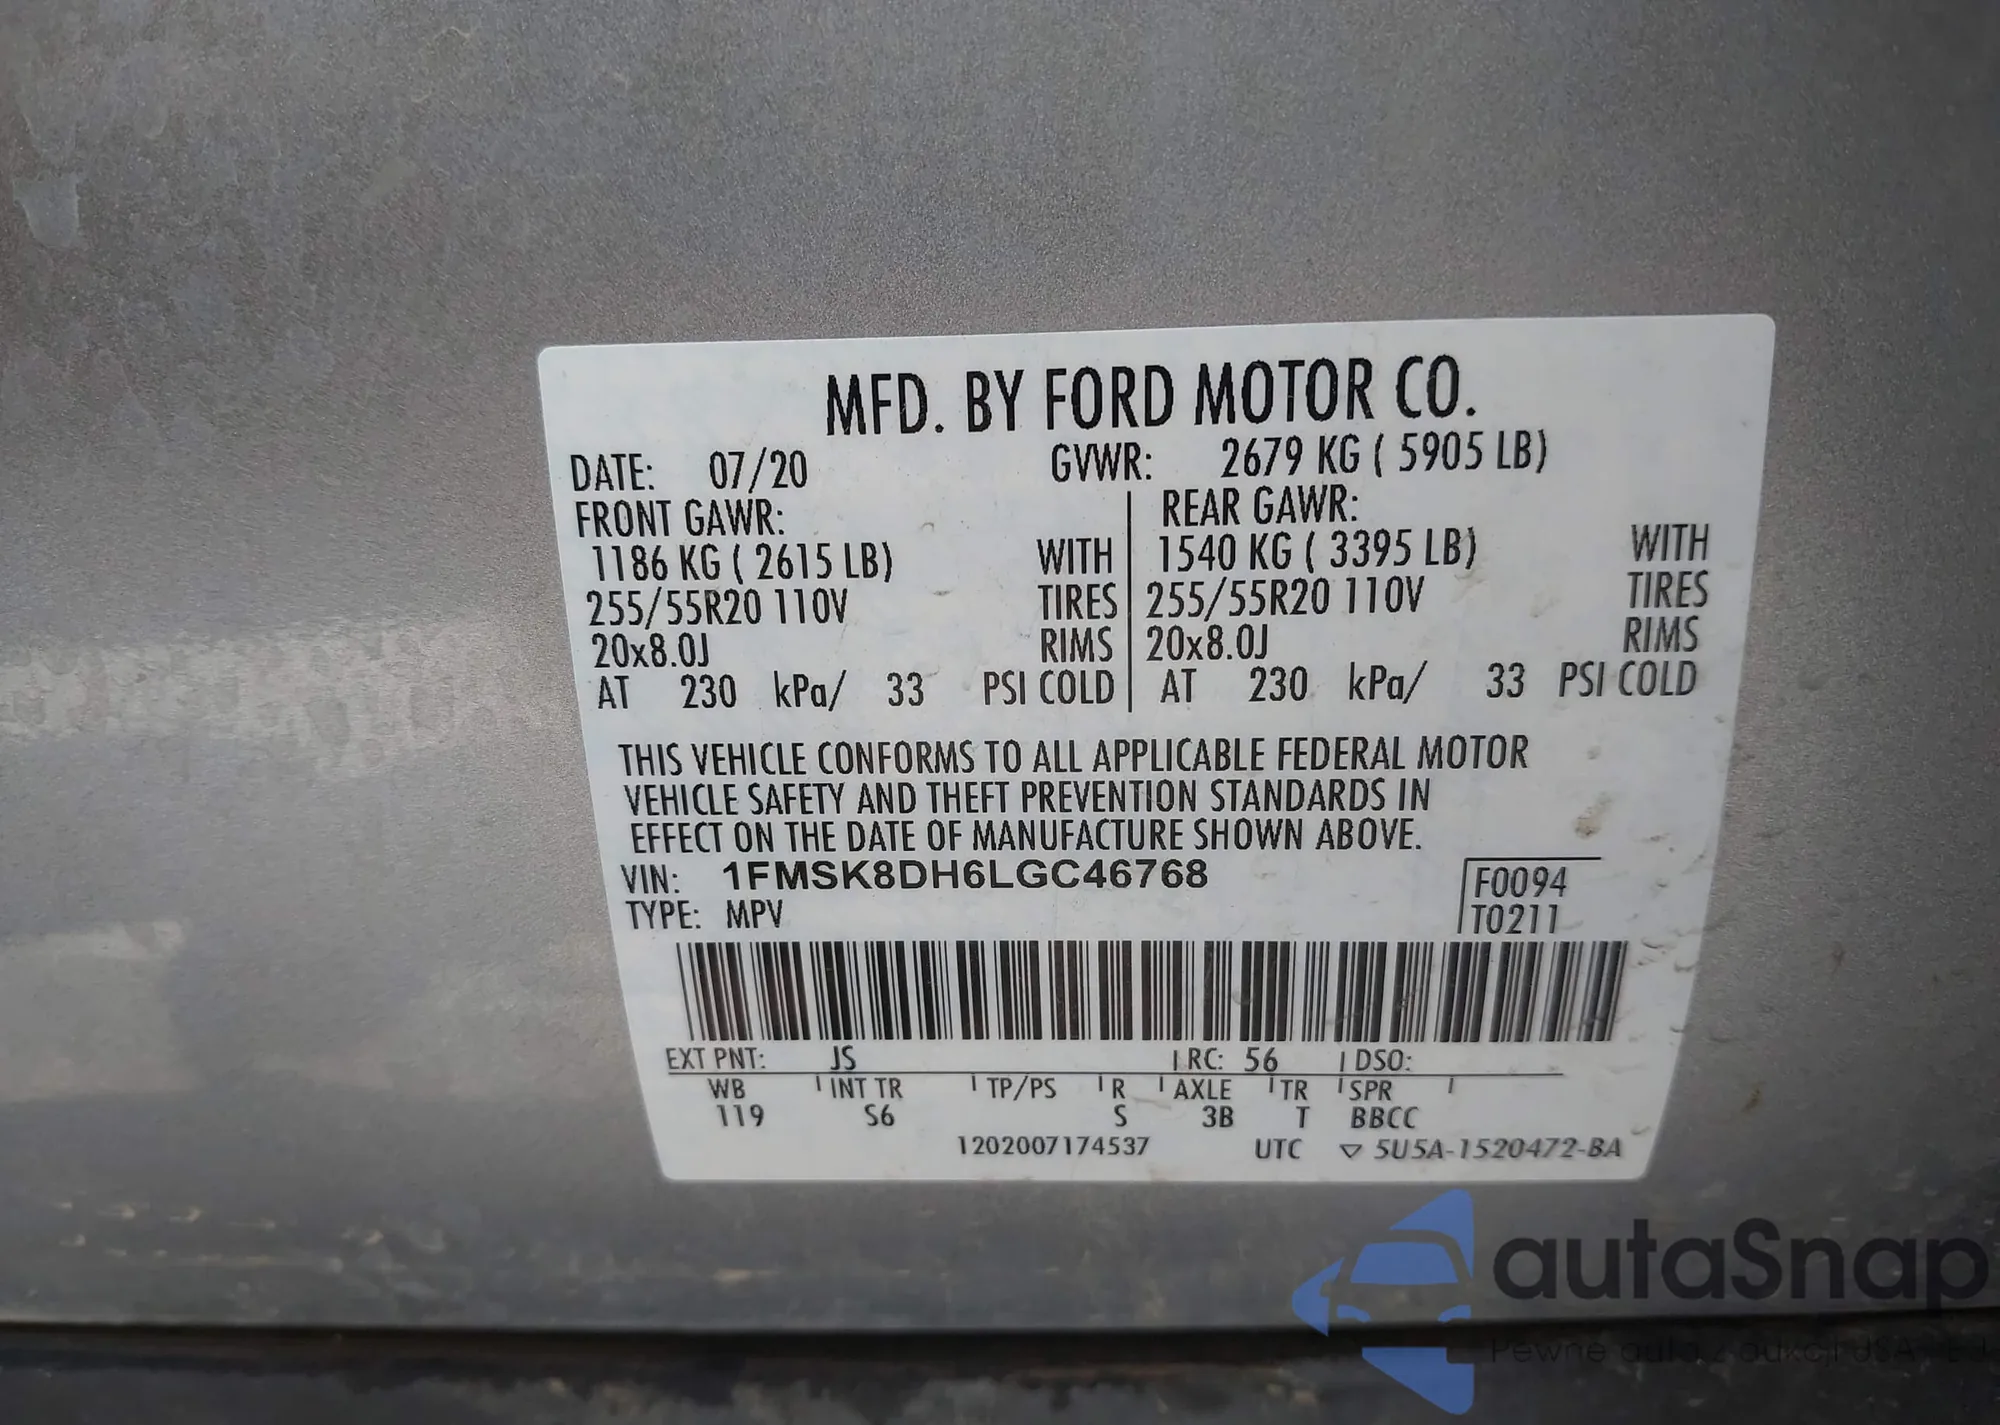 MFD. BY FORD MOTOR CO.
DATE: 07/20 GVWR: 2679 KG ( 5905 LB)
FRONT GAWR: REAR GAWR:
1186 KG ( 2615 LB) WITH 1540 KG ( 3395 LB) WITH
255/55R20 110V TIRES 255/55R20 110V TIRES
20x8.0J RIMS 20x8.0J RIMS
AT 230 kPa/ 33 PSI COLD AT 230 kPa/ 33 PSI COLD
THIS VEHICLE CONFORMS TO ALL APPLICABLE FEDERAL MOTOR
VEHICLE SAFETY AND THEFT PREVENTION STANDARDS IN
EFFECT ON THE DATE OF MANUFACTURE SHOWN ABOVE.
VIN: 1FMSK8DH6LGC46768 F0094
TYPE: MPV T0211
EXT PNT: JS RC: 56 DSO:
WB INT TR TP/PS R AXLE TR SPR
119 S6 S 3B T BBCC
1202007174537 UTC ▽ 5U5A-1520472-BA
autaSnap
Pewne auta z aukcji USA